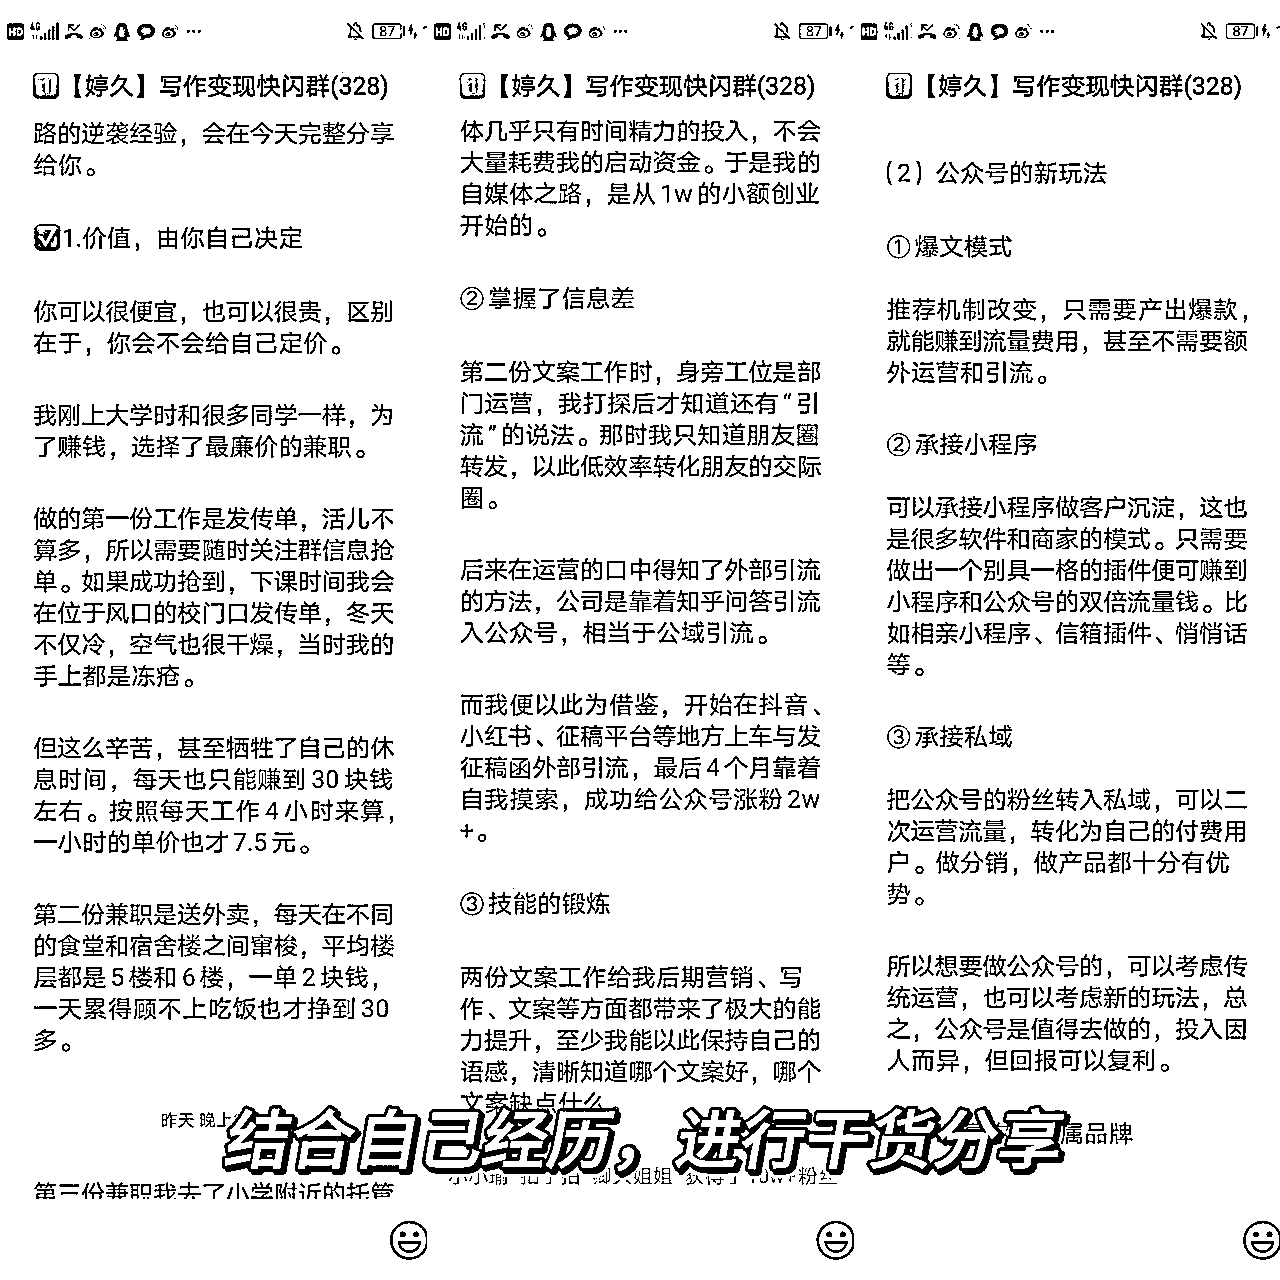 HD 4G 87
【婷久】写作变现快闪群(328)
路的逆袭经验，会在今天完整分享
给你。
1.价值，由你自己决定
你可以很便宜，也可以很贵，区别
在于，你会不会给自己定价。
我刚上大学时和很多同学一样，为
了赚钱，选择了最廉价的兼职。
做的第一份工作是发传单，活儿不
算多，所以需要随时关注群信息抢
单。如果成功抢到，下课时间我会
在位于风口的校门口发传单，冬天
不仅冷，空气也很干燥，当时我的
手上都是冻疮。
但这么辛苦，甚至牺牲了自己的休
息时间，每天也只能赚到30块钱
左右。按照每天工作4小时来算，
一小时的单价也才7.5元。
第二份兼职是送外卖，每天在不同
的食堂和宿舍楼之间窜梭，平均楼
层都是5楼和6楼，一单2块钱，
一天累得顾不上吃饭也才挣到30
多。
昨天 晚上
第三份兼职我去了小学附近的托管
HD 4G 87
【婷久】写作变现快闪群(328)
体几乎只有时间精力的投入，不会
大量耗费我的启动资金。于是我的
自媒体之路，是从1w的小额创业
开始的。
②掌握了信息差
第二份文案工作时，身旁工位是部
门运营，我打探后才知道还有“引
流”的说法。那时我只知道朋友圈
转发，以此低效率转化朋友的交际
圈。
后来在运营的口中得知了外部引流
的方法，公司是靠着知乎问答引流
入公众号，相当于公域引流。
而我便以此为借鉴，开始在抖音、
小红书、征稿平台等地方上车与发
征稿函外部引流，最后4个月靠着
自我摸索，成功给公众号涨粉2w
+。
③技能的锻炼
两份文案工作给我后期营销、写
作、文案等方面都带来了极大的能
力提升，至少我能以此保持自己的
语感，清晰知道哪个文案好，哪个
文案缺点什么
HD 4G 87
【婷久】写作变现快闪群(328)
(2）公众号的新玩法
①爆文模式
推荐机制改变，只需要产出爆款，
就能赚到流量费用，甚至不需要额
外运营和引流。
②承接小程序
可以承接小程序做客户沉淀，这也
是很多软件和商家的模式。只需要
做出一个别具一格的插件便可赚到
小程序和公众号的双倍流量钱。比
如相亲小程序、信箱插件、悄悄话
等。
③承接私域
把公众号的粉丝转入私域，可以二
次运营流量，转化为自己的付费用
户。做分销，做产品都十分有优
势。
所以想要做公众号的，可以考虑传
统运营，也可以考虑新的玩法，总
之，公众号是值得去做的，投入因
人而异，但回报可以复利。
属品牌
结合自己经历，进行干货分享